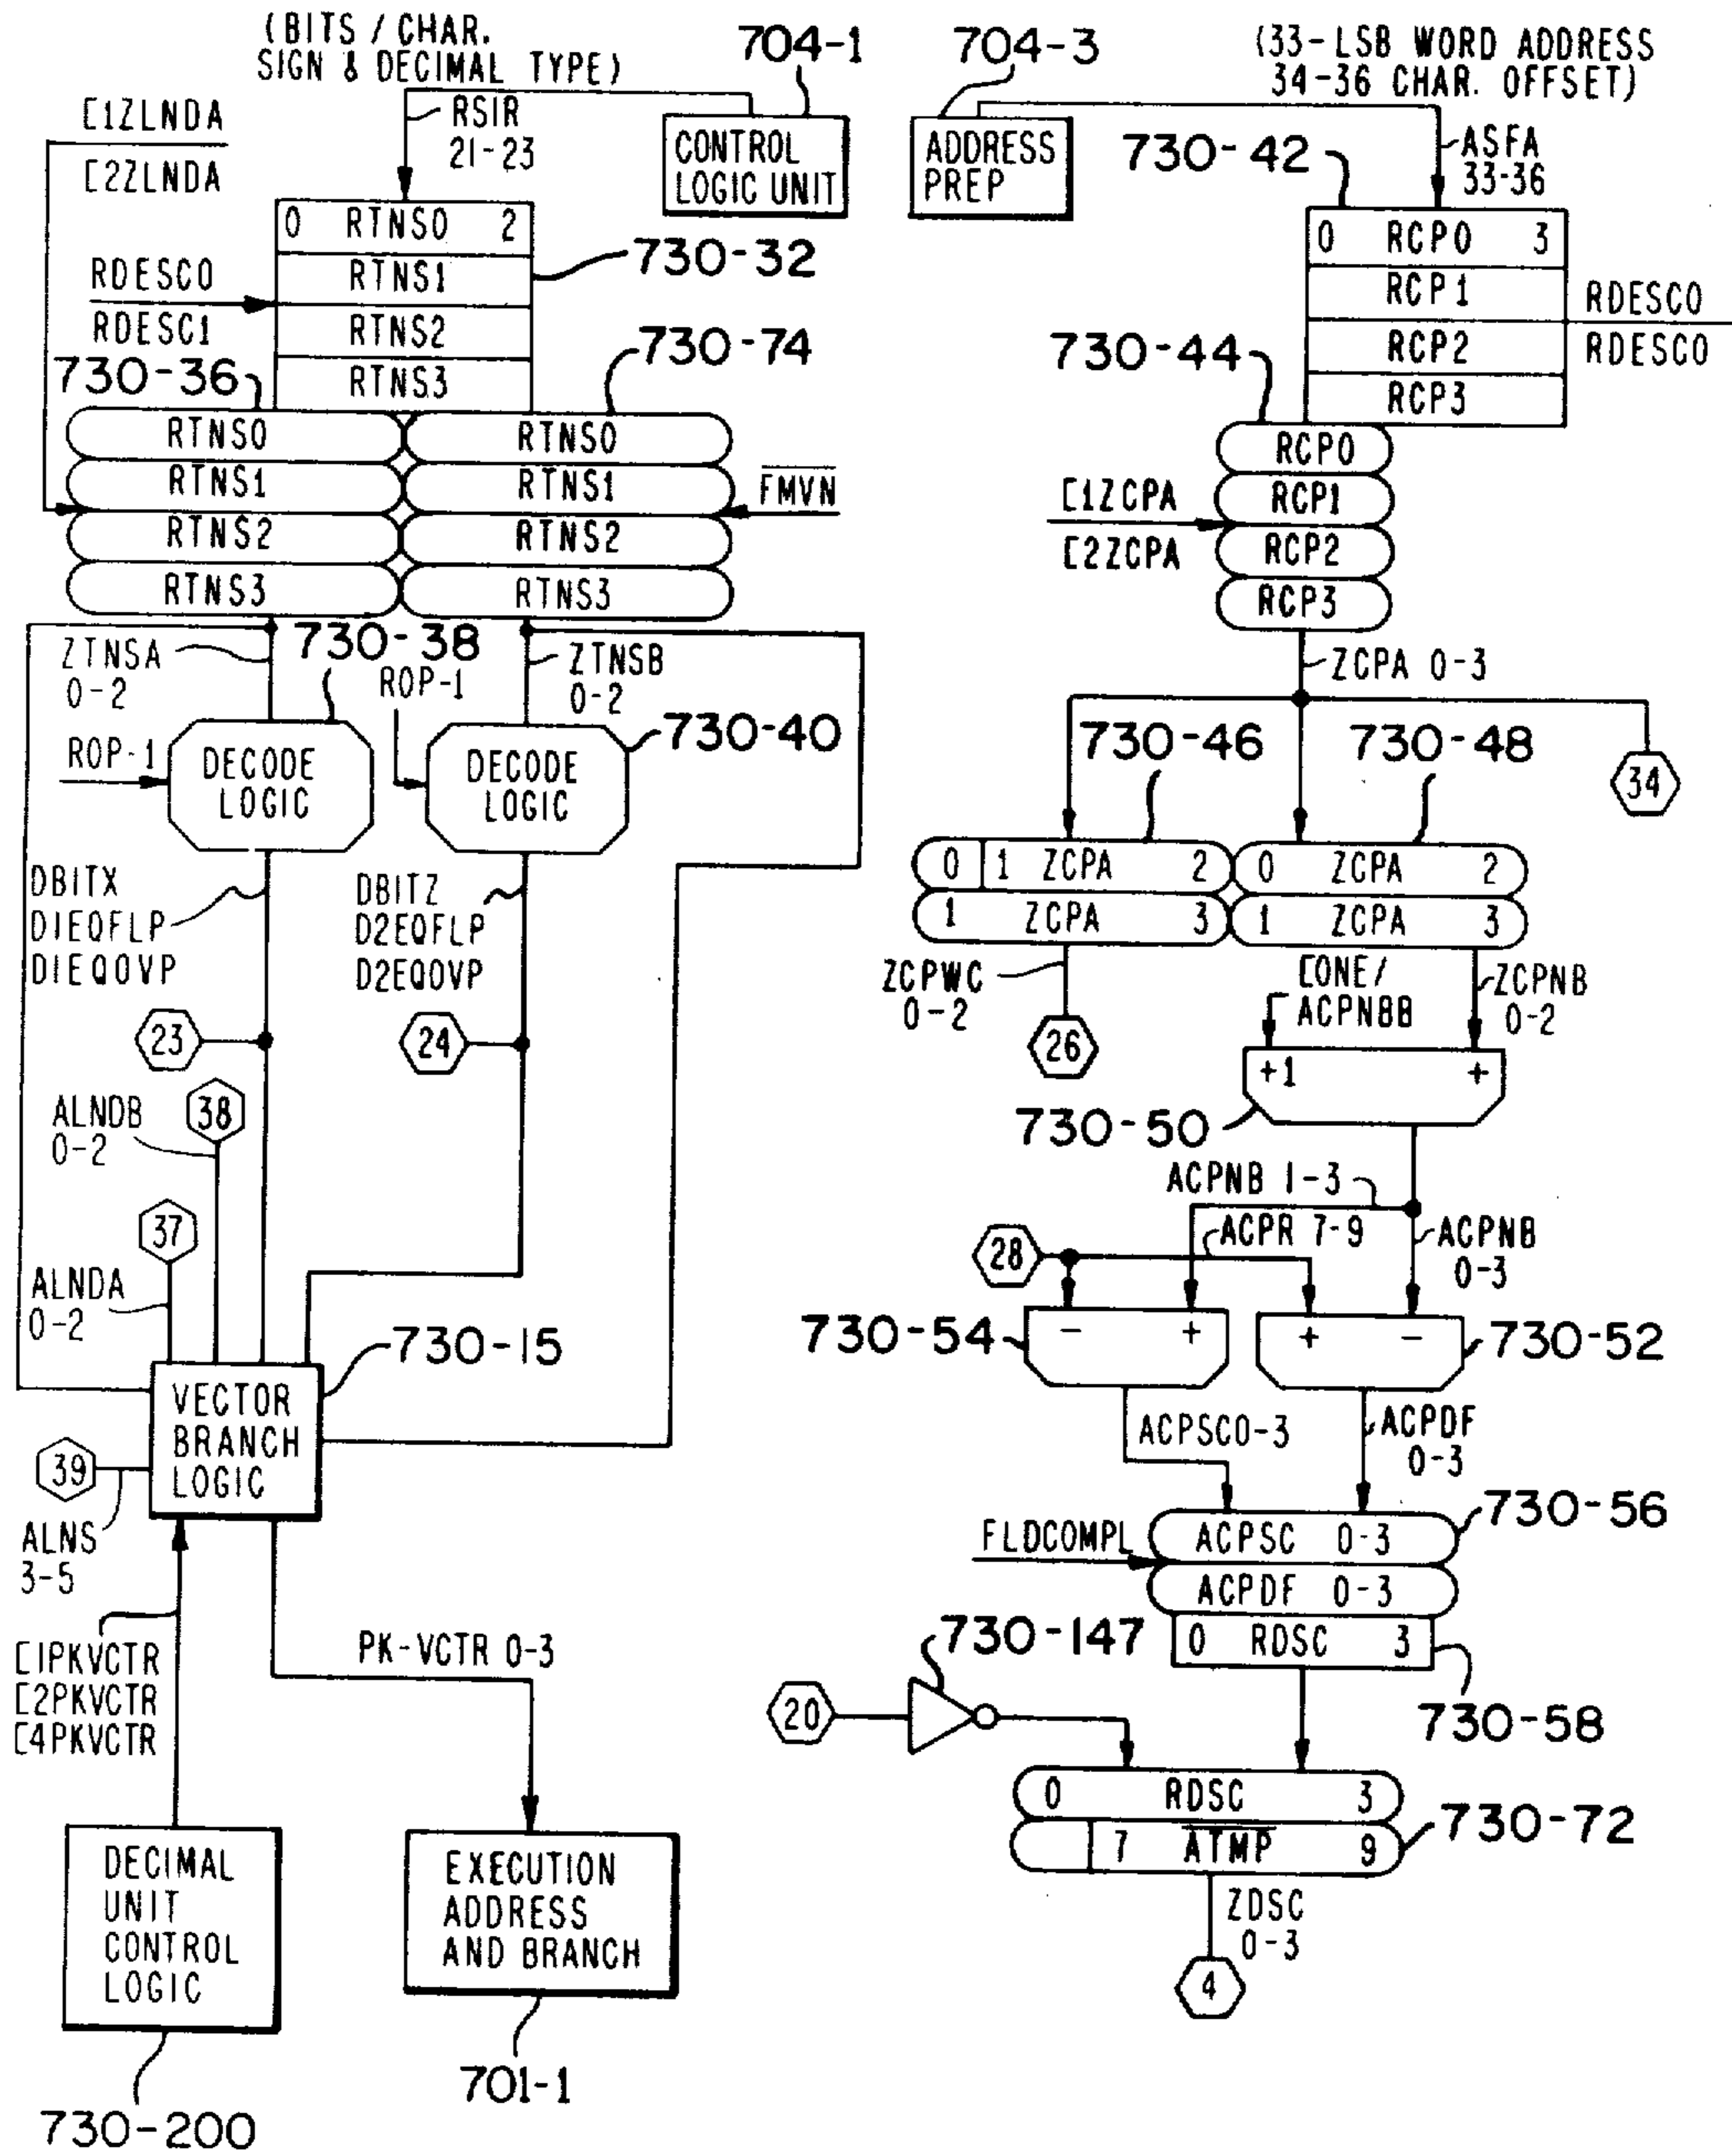 (BITS / CHAR.
SIGN & DECIMAL TYPE)
704-1
704-3
(33-LSB WORD ADDRESS
34-36 CHAR. OFFSET)
[1ZLNDA
[2ZLNDA
RSIR
21-23
CONTROL
LOGIC UNIT
ADDRESS
PREP
730-42
ASFA
33-36
0 RTNS0 2
RTNS1
RTNS2
RTNS3
730-32
RDESC0
RDESC1
0 RCP0 3
RCP1
RCP2
RCP3
RDESC0
RDESC0
730-36
730-74
730-44
RTNS0
RTNS1
RTNS2
RTNS3
RTNS0
RTNS1
RTNS2
RTNS3
FMVN
RCP0
RCP1
RCP2
RCP3
[1ZCPA
[2ZCPA
ZTNSA
0-2
730-38
ROP-1
ZTNSB
0-2
ZCPA 0-3
ROP-1
DECODE
LOGIC
DECODE
LOGIC
730-40
730-46
730-48
34
0 1 ZCPA 2
1 ZCPA 3
0 ZCPA 2
1 ZCPA 3
DBITX
D1EQFLP
D1EQOVP
DBITZ
D2EQFLP
D2EQOVP
ZCPWC
0-2
[ONE/
ACPNBB
ZCPNB
0-2
23
24
26
+1 +
730-50
ALNDB
0-2
38
37
ALNDA
0-2
ACPNB 1-3
ACPR 7-9
ACPNB
0-3
28
730-54
- +
+ -
730-52
730-15
VECTOR
BRANCH
LOGIC
39
ALNS
3-5
ACPSC0-3
ACPDF
0-3
FLDCOMPL
ACPSC 0-3
ACPDF 0-3
730-56
0 RDSC 3
730-58
[1PKVCTR
[2PKVCTR
[4PKVCTR
PK-VCTR 0-3
730-147
20
0 RDSC 3
7 ATMP 9
730-72
DECIMAL
UNIT
CONTROL
LOGIC
EXECUTION
ADDRESS
AND BRANCH
ZDSC
0-3
4
701-1
730-200